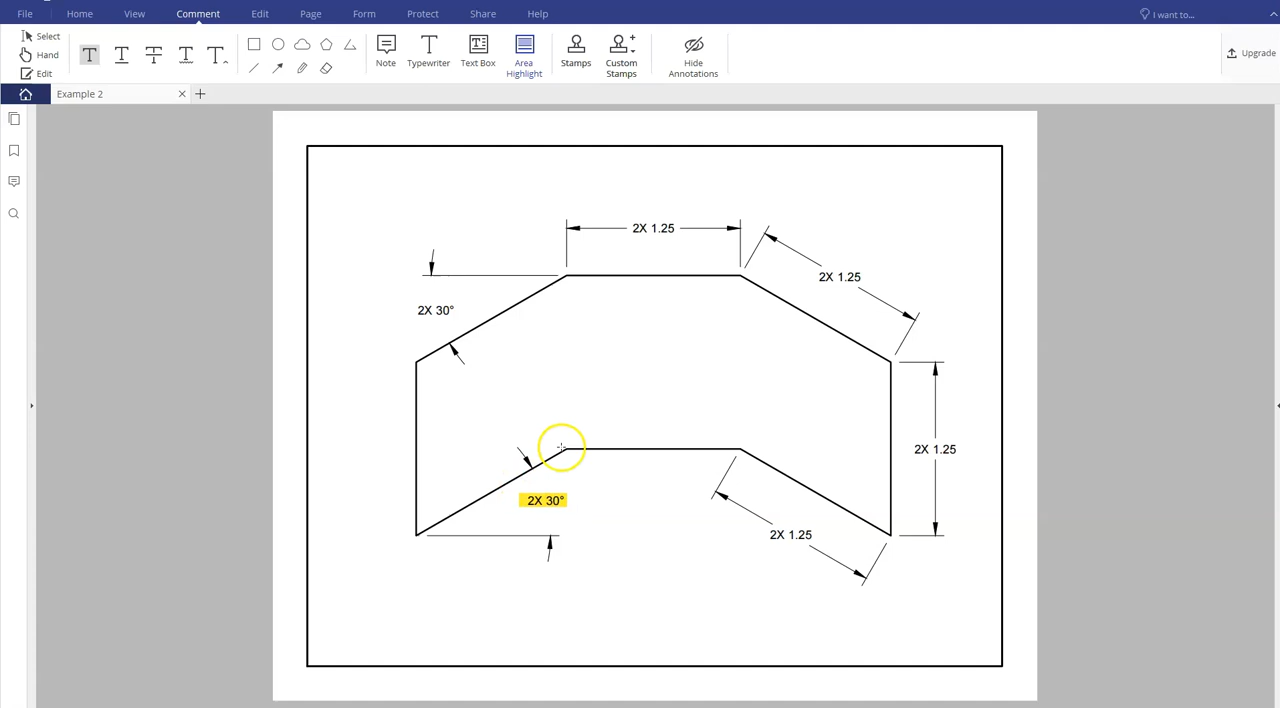 File Home View Comment Edit Page Form Protect Share Help I want to...
Select
Hand
Edit
Note Typewriter Text Box Area Highlight Stamps Custom Stamps Hide Annotations Upgrade
Example 2
2X 1.25
2X 1.25
2X 30°
2X 1.25
2X 30°
2X 1.25